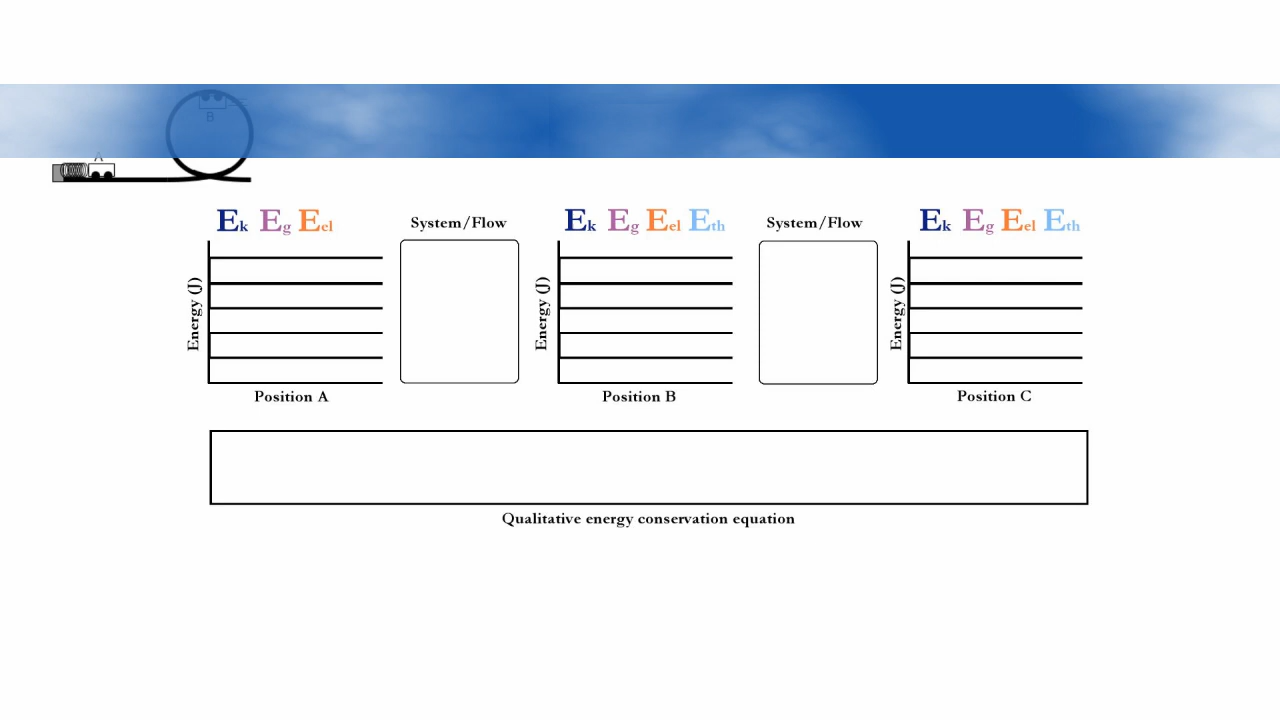 B
A
Ek Eg Eel
System/Flow
Ek Eg Eel Eth
System/Flow
Ek Eg Eel Eth
Energy (J)
Energy (J)
Energy (J)
Position A
Position B
Position C
Qualitative energy conservation equation